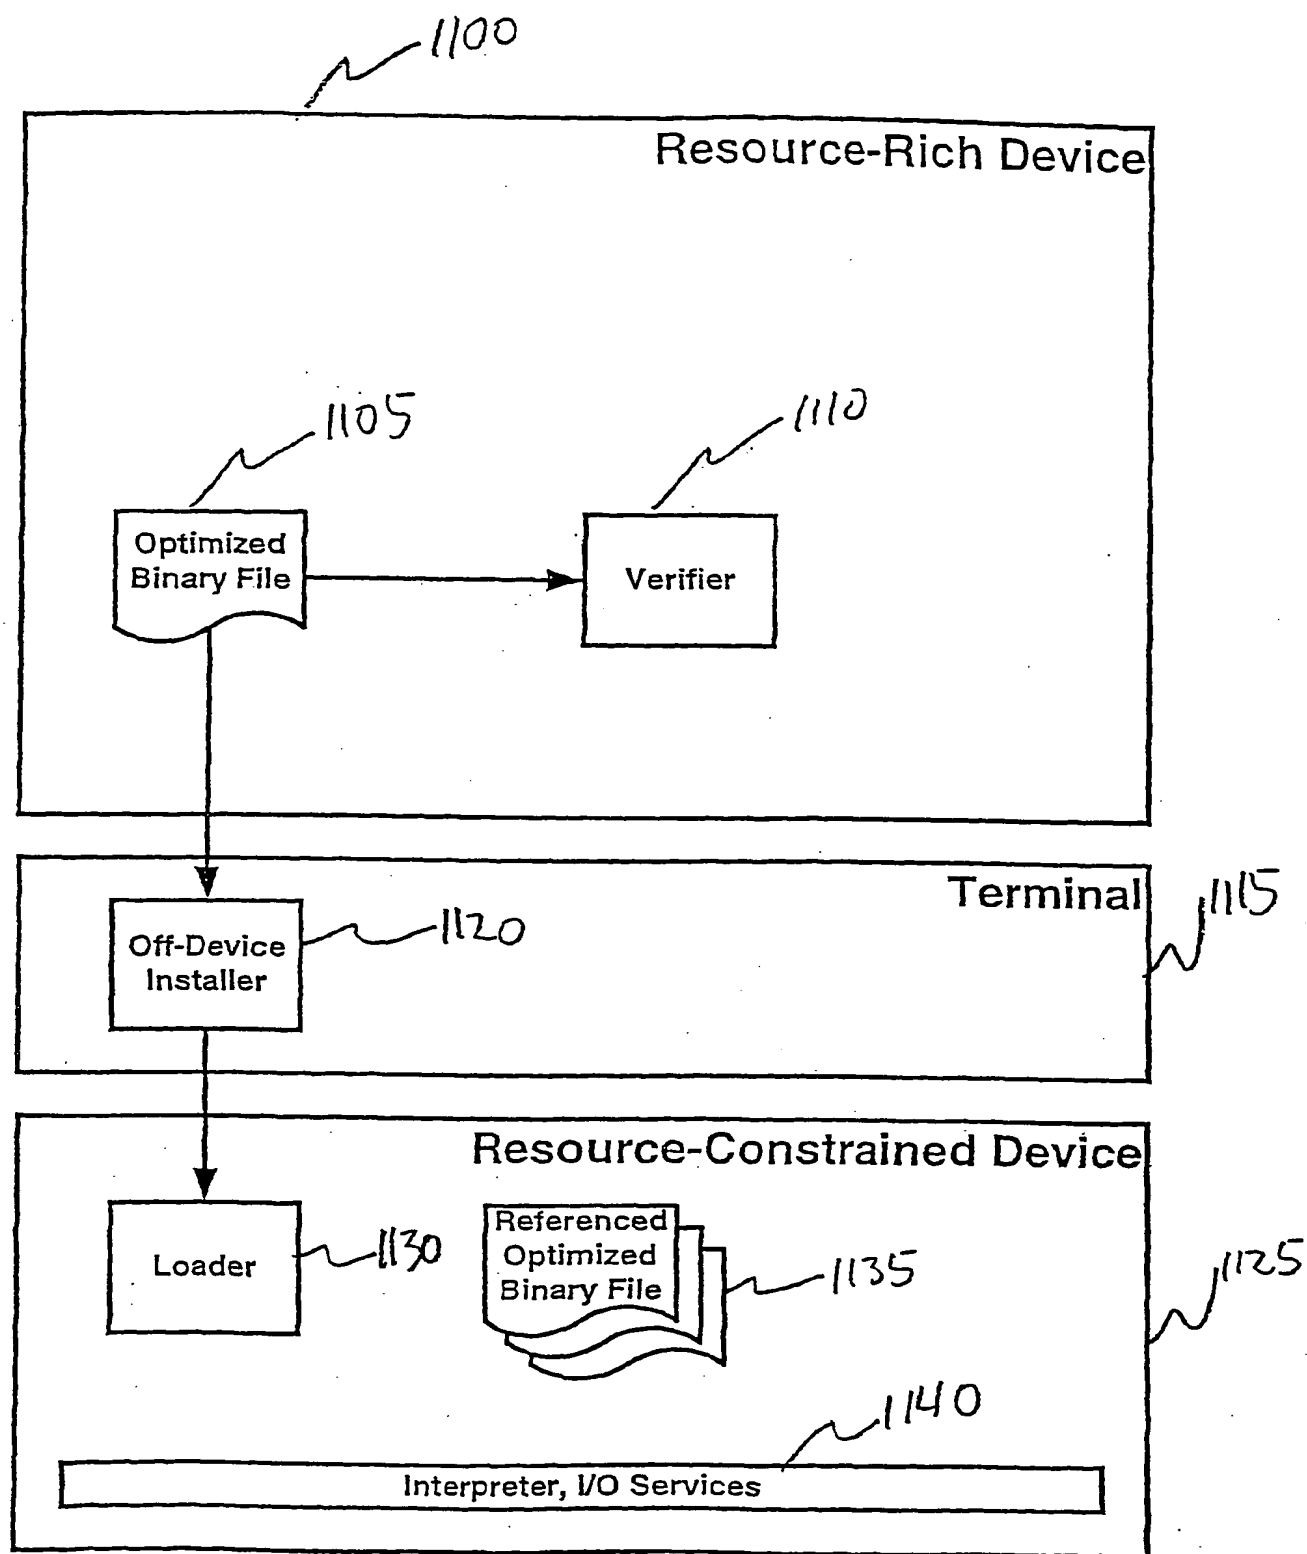 1100
Resource-Rich Device
1105
1110
Optimized
Binary File
Verifier
Terminal
1115
1120
Off-Device
Installer
Resource-Constrained Device
Loader
1130
Referenced
Optimized
Binary File
1135
1125
1140
Interpreter, I/O Services